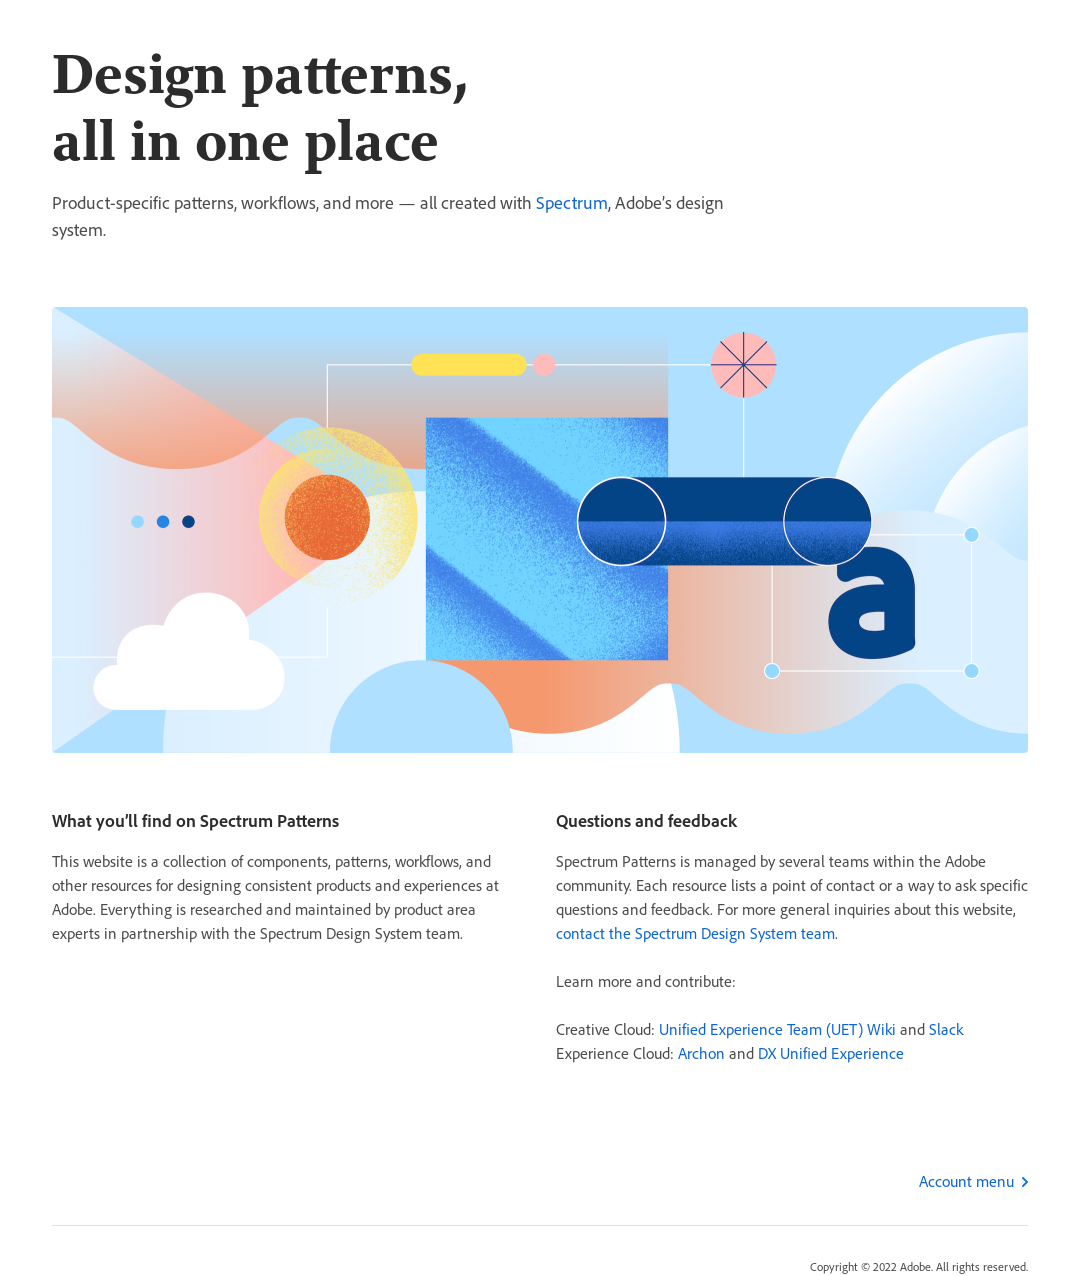 Design patterns,
all in one place
Product-specific patterns, workflows, and more — all created with Spectrum, Adobe’s design
system.
a
What you’ll find on Spectrum Patterns
This website is a collection of components, patterns, workflows, and
other resources for designing consistent products and experiences at
Adobe. Everything is researched and maintained by product area
experts in partnership with the Spectrum Design System team.
Questions and feedback
Spectrum Patterns is managed by several teams within the Adobe
community. Each resource lists a point of contact or a way to ask specific
questions and feedback. For more general inquiries about this website,
contact the Spectrum Design System team.
Learn more and contribute:
Creative Cloud: Unified Experience Team (UET) Wiki and Slack
Experience Cloud: Archon and DX Unified Experience
Account menu
Copyright © 2022 Adobe. All rights reserved.